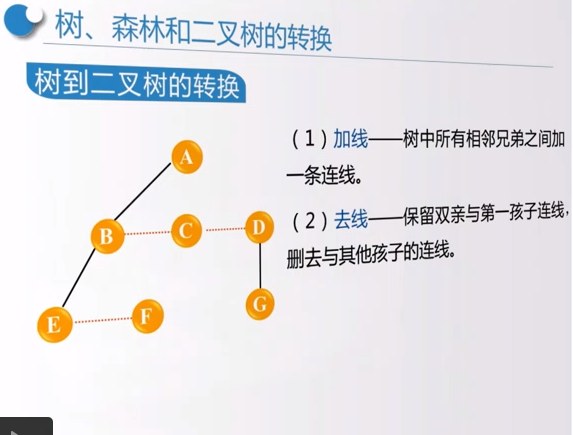 树、森林和二叉树的转换
树到二叉树的转换
（1）加线——树中所有相邻兄弟之间加
一条连线。
（2）去线——保留双亲与第一孩子连线，
删去与其他孩子的连线。
A
B C D
E F G